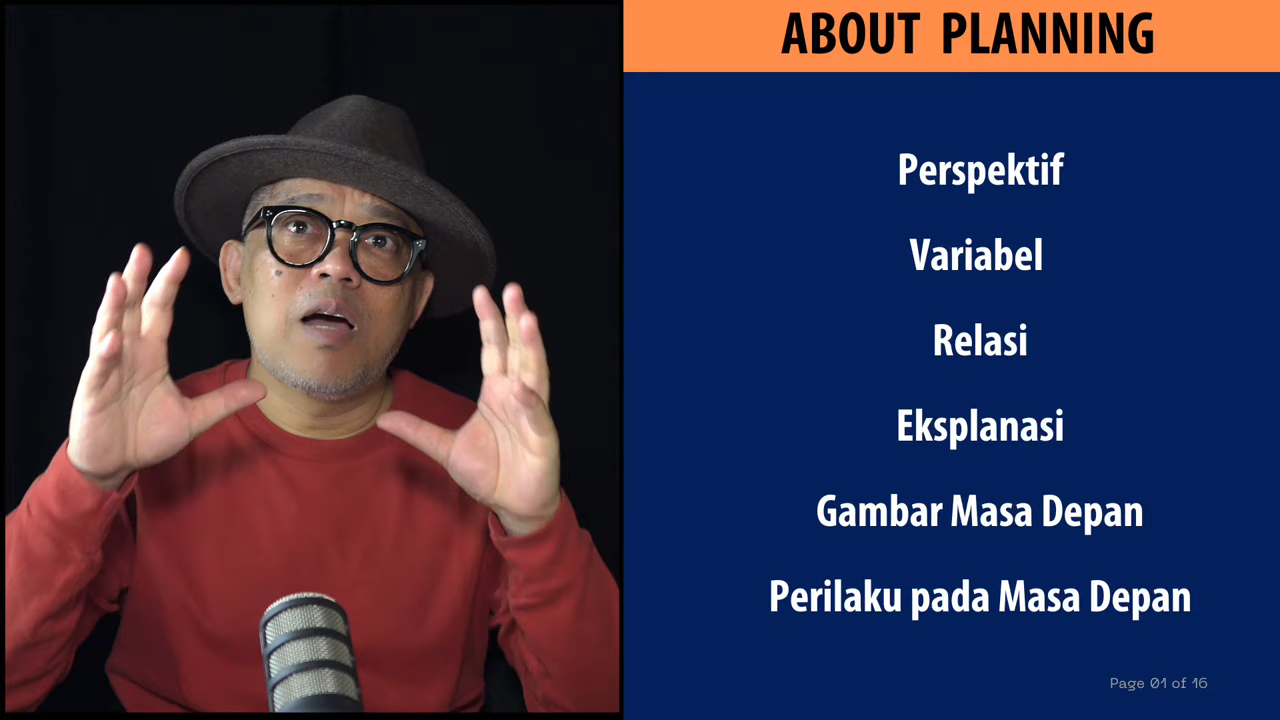 ABOUT PLANNING
Perspektif
Variabel
Relasi
Eksplanasi
Gambar Masa Depan
Perilaku pada Masa Depan
Page 01 of 16